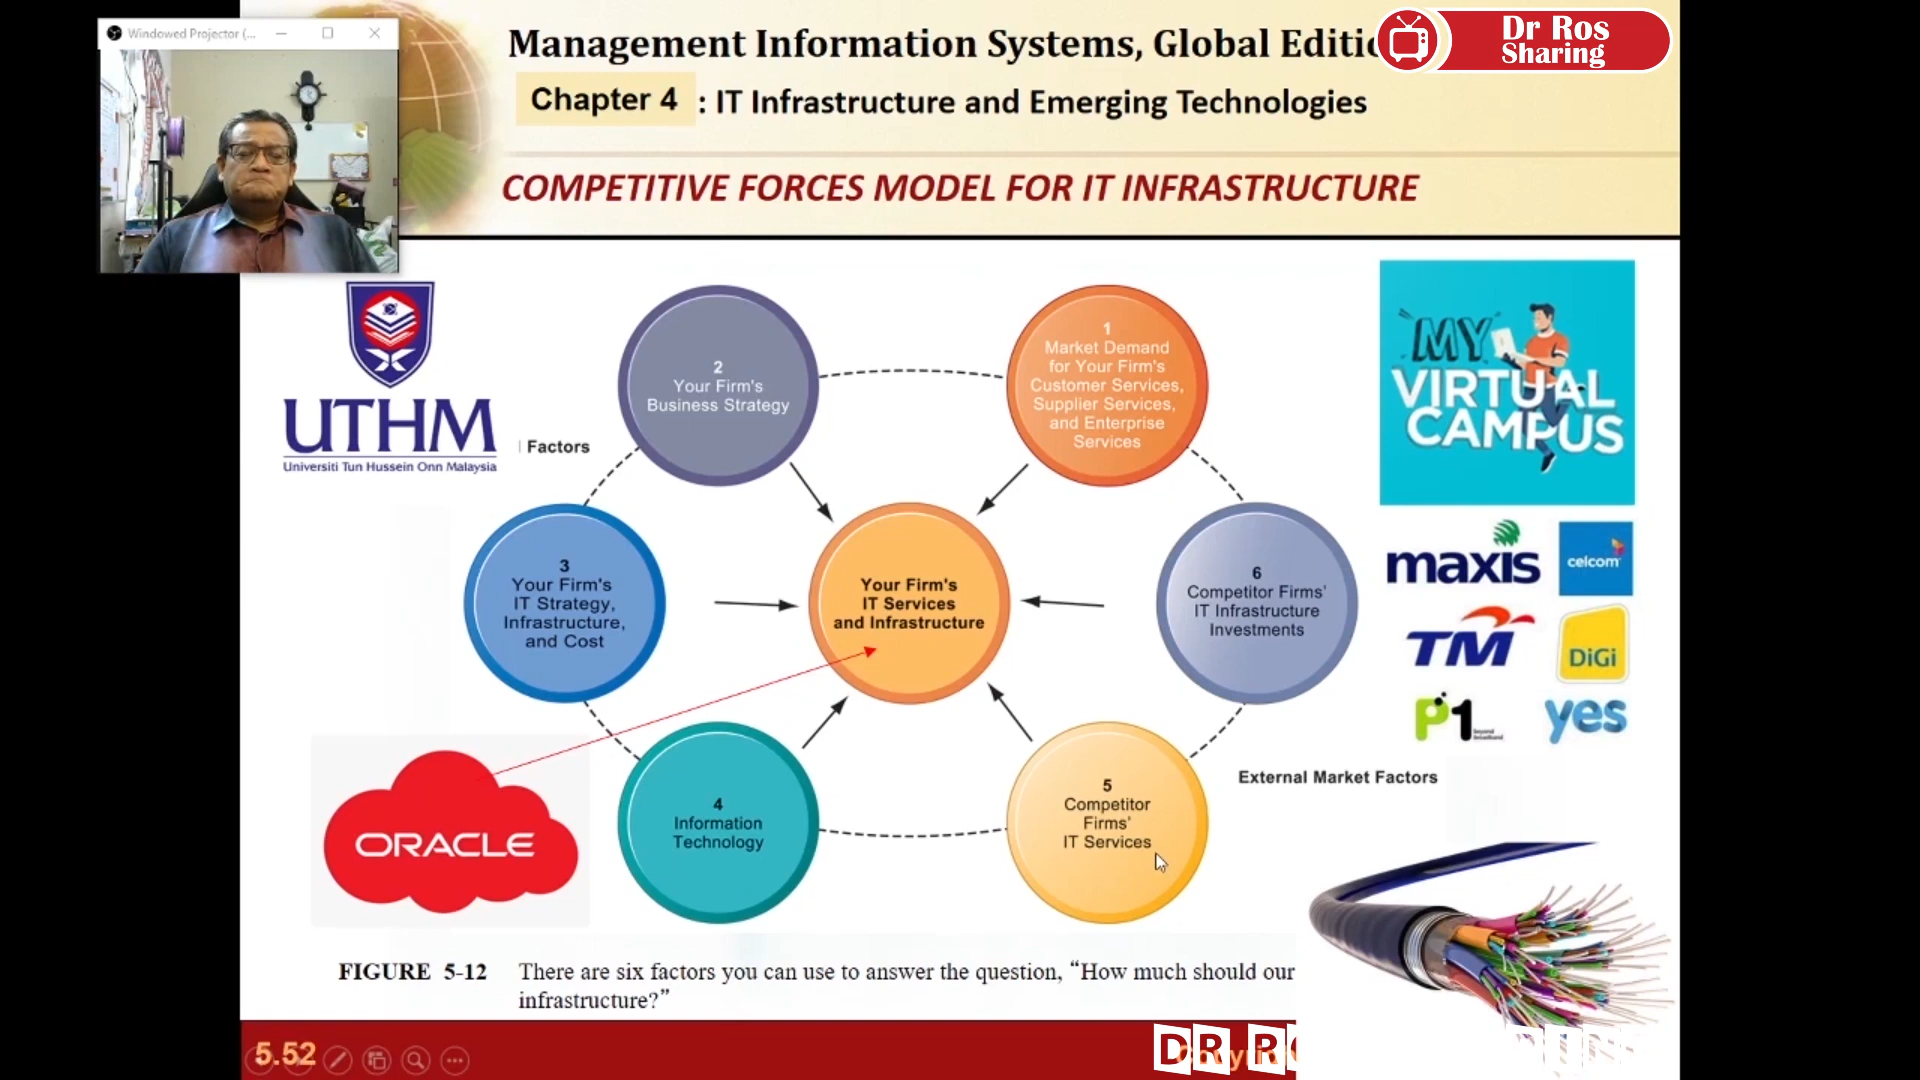 Windowed Projector (...
Management Information Systems, Global Editio
Dr Ros
Sharing
Chapter 4 : IT Infrastructure and Emerging Technologies
COMPETITIVE FORCES MODEL FOR IT INFRASTRUCTURE
UTHM
Universiti Tun Hussein Onn Malaysia
Factors
2
Your Firm's
Business Strategy
1
Market Demand
for Your Firm's
Customer Services,
Supplier Services,
and Enterprise
Services
"MY
VIRTUAL
CAMPUS
3
Your Firm's
IT Strategy,
Infrastructure,
and Cost
Your Firm's
IT Services
and Infrastructure
6
Competitor Firms'
IT Infrastructure
Investments
maxis
celcom
TM
DiGi
P1
yes
External Market Factors
ORACLE
4
Information
Technology
5
Competitor
Firms'
IT Services
FIGURE 5-12 There are six factors you can use to answer the question, “How much should our
infrastructure?”
5.52
DR